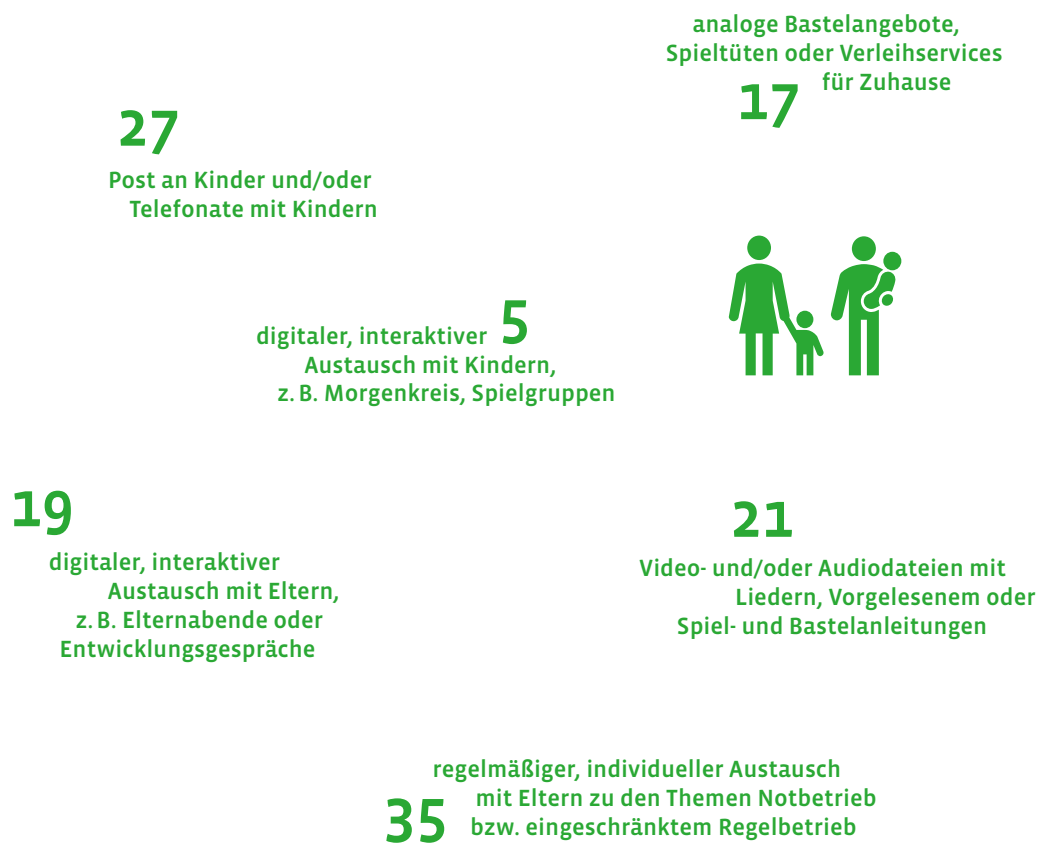 analoge Bastelangebote,
Spieltüten oder Verleihservices
für Zuhause
17
27
Post an Kinder und/oder
Telefonate mit Kindern
digitaler, interaktiver 5
Austausch mit Kindern,
z. B. Morgenkreis, Spielgruppen
19
digitaler, interaktiver
Austausch mit Eltern,
z. B. Elternabende oder
Entwicklungsgespräche
21
Video- und/oder Audiodateien mit
Liedern, Vorgelesenem oder
Spiel- und Bastelanleitungen
regelmäßiger, individueller Austausch
mit Eltern zu den Themen Notbetrieb
35 bzw. eingeschränktem Regelbetrieb